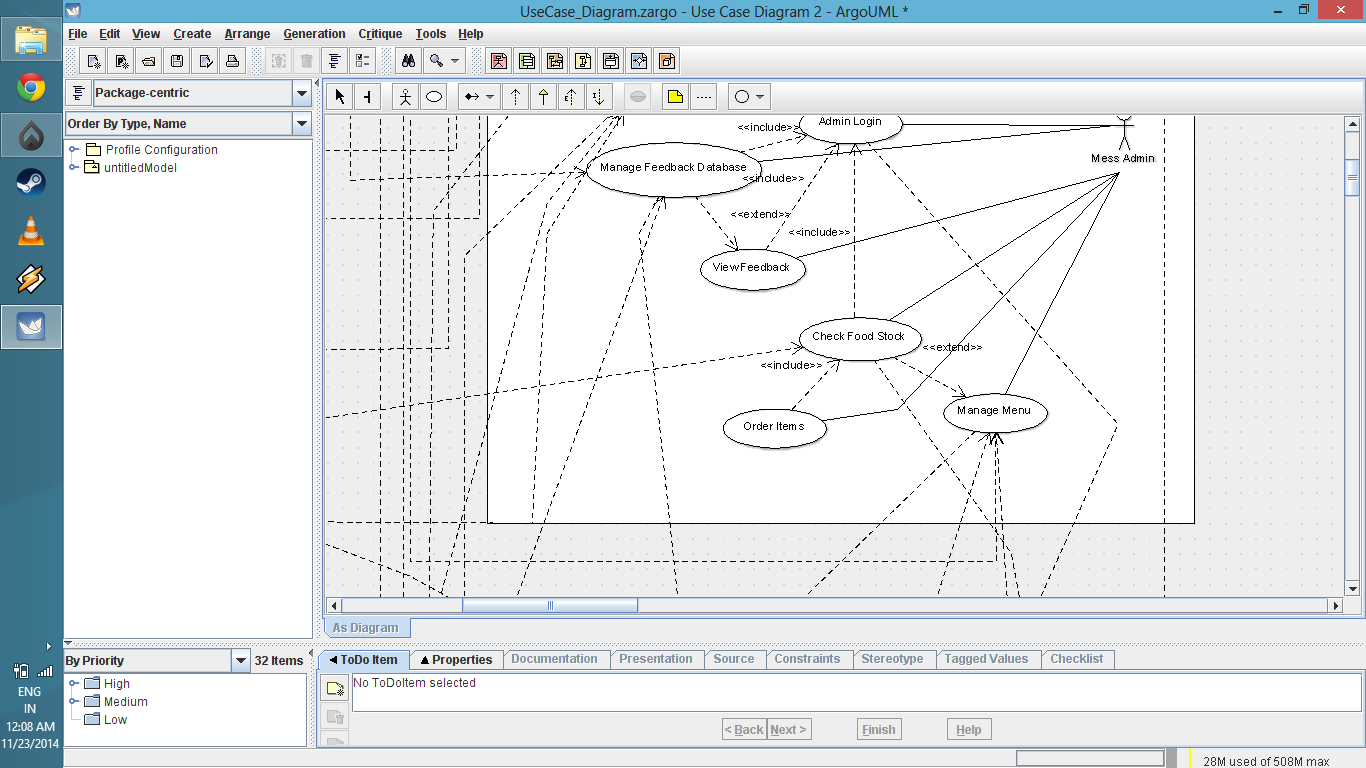 UseCase_Diagram.zargo - Use Case Diagram 2 - ArgoUML *
File Edit View Create Arrange Generation Critique Tools Help
Package-centric
Order By Type, Name
Profile Configuration
untitledModel
<<include>>
Admin Login
Mess Admin
Manage Feedback Database
<<include>>
<<extend>>
<<include>>
View Feedback
Check Food Stock
<<extend>>
<<include>>
Manage Menu
Order Items
As Diagram
By Priority
32 Items
High
Medium
Low
ToDo Item
Properties
Documentation
Presentation
Source
Constraints
Stereotype
Tagged Values
Checklist
No ToDoItem selected
< Back
Next >
Finish
Help
28M used of 508M max
ENG
IN
12:08 AM
11/23/2014